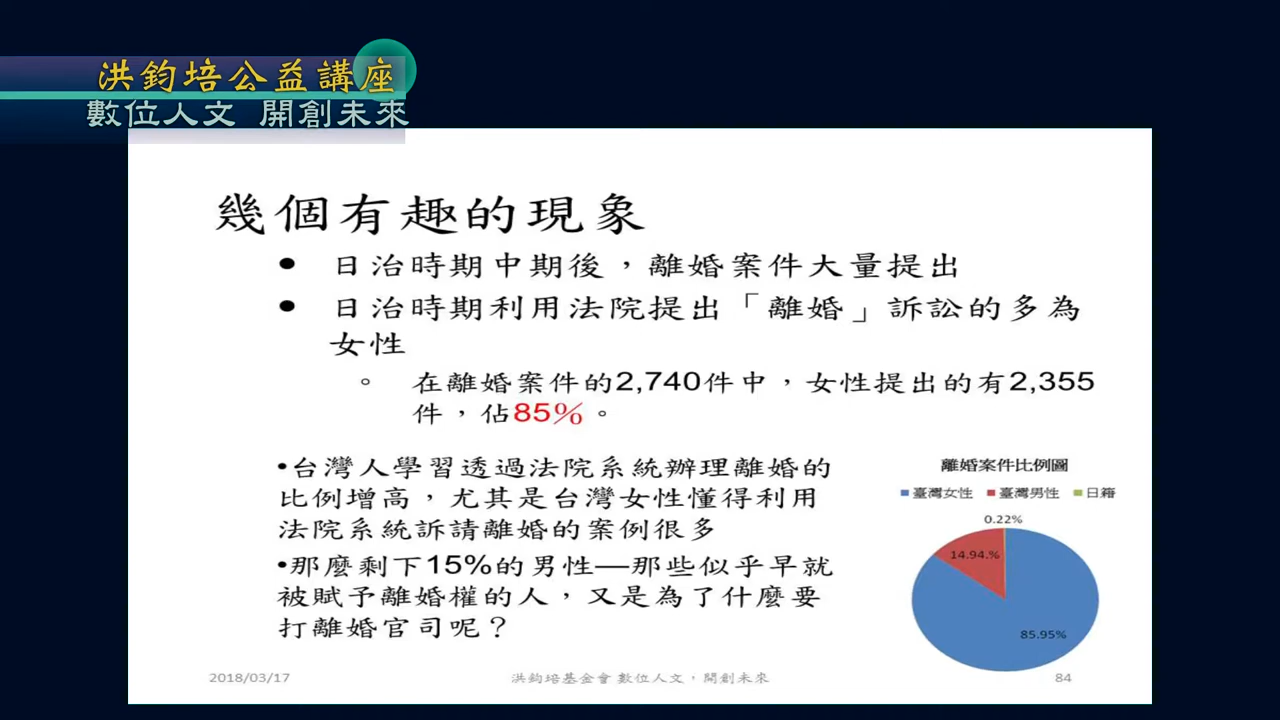 洪鈞培公益講座
數位人文 開創未來
幾個有趣的現象
• 日治時期中期後，離婚案件大量提出
• 日治時期利用法院提出「離婚」訴訟的多為
女性
◦ 在離婚案件的2,740件中，女性提出的有2,355
件，佔85%。
•台灣人學習透過法院系統辦理離婚的
比例增高，尤其是台灣女性懂得利用
法院系統訴請離婚的案例很多
•那麼剩下15%的男性—那些似乎早就
被賦予離婚權的人，又是為了什麼要
打離婚官司呢？
離婚案件比例圖
臺灣女性 臺灣男性 日籍
0.22%
14.94.%
85.95%
2018/03/17 洪鈞培基金會 數位人文，開創未來 84